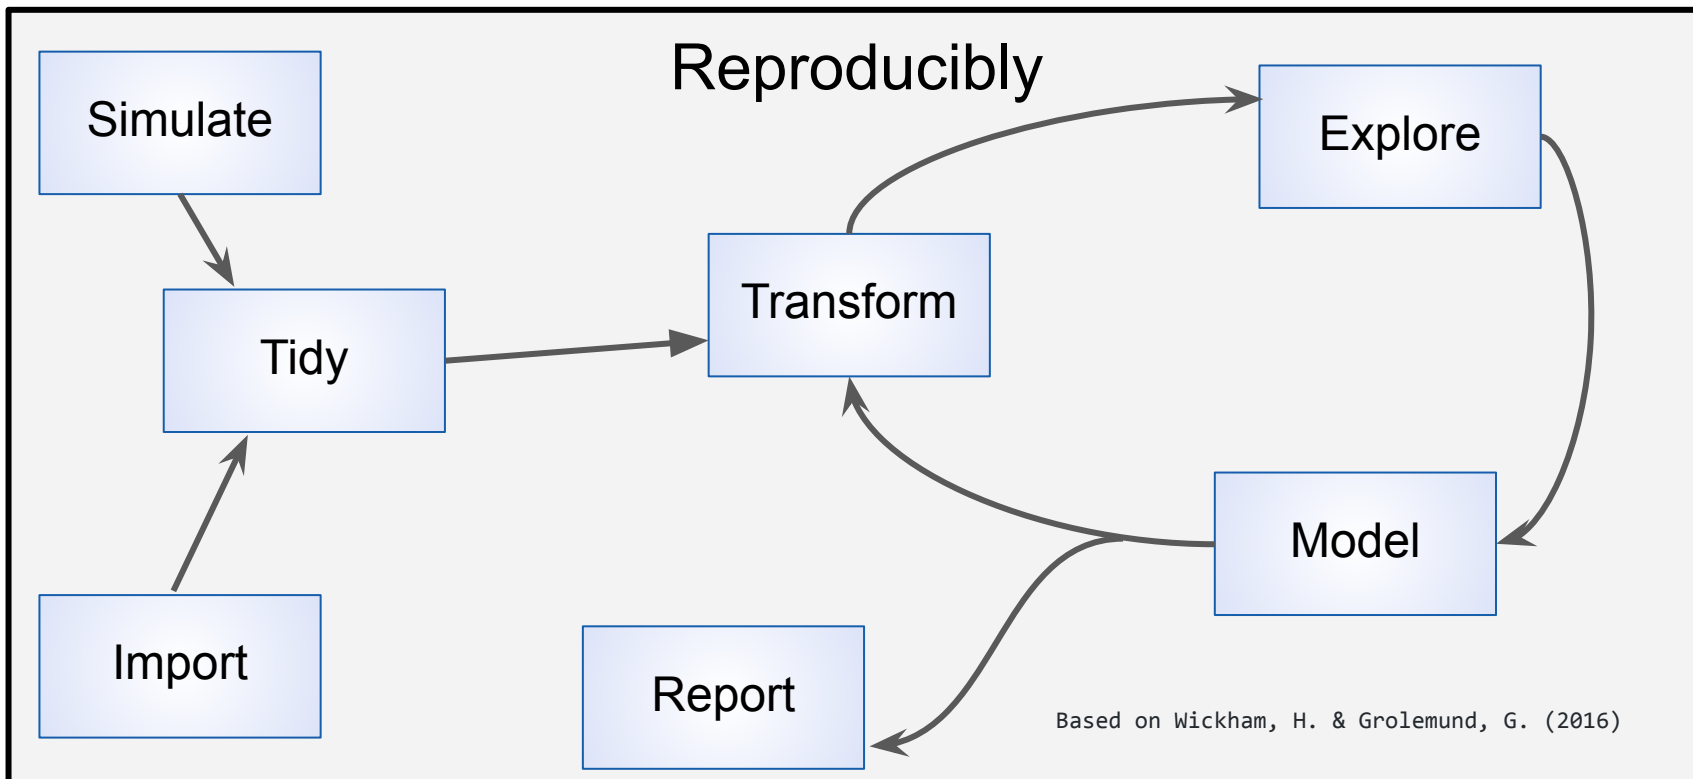 Reproducibly
Simulate
Explore
Transform
Tidy
Model
Import
Report
Based on Wickham, H. & Grolemund, G. (2016)